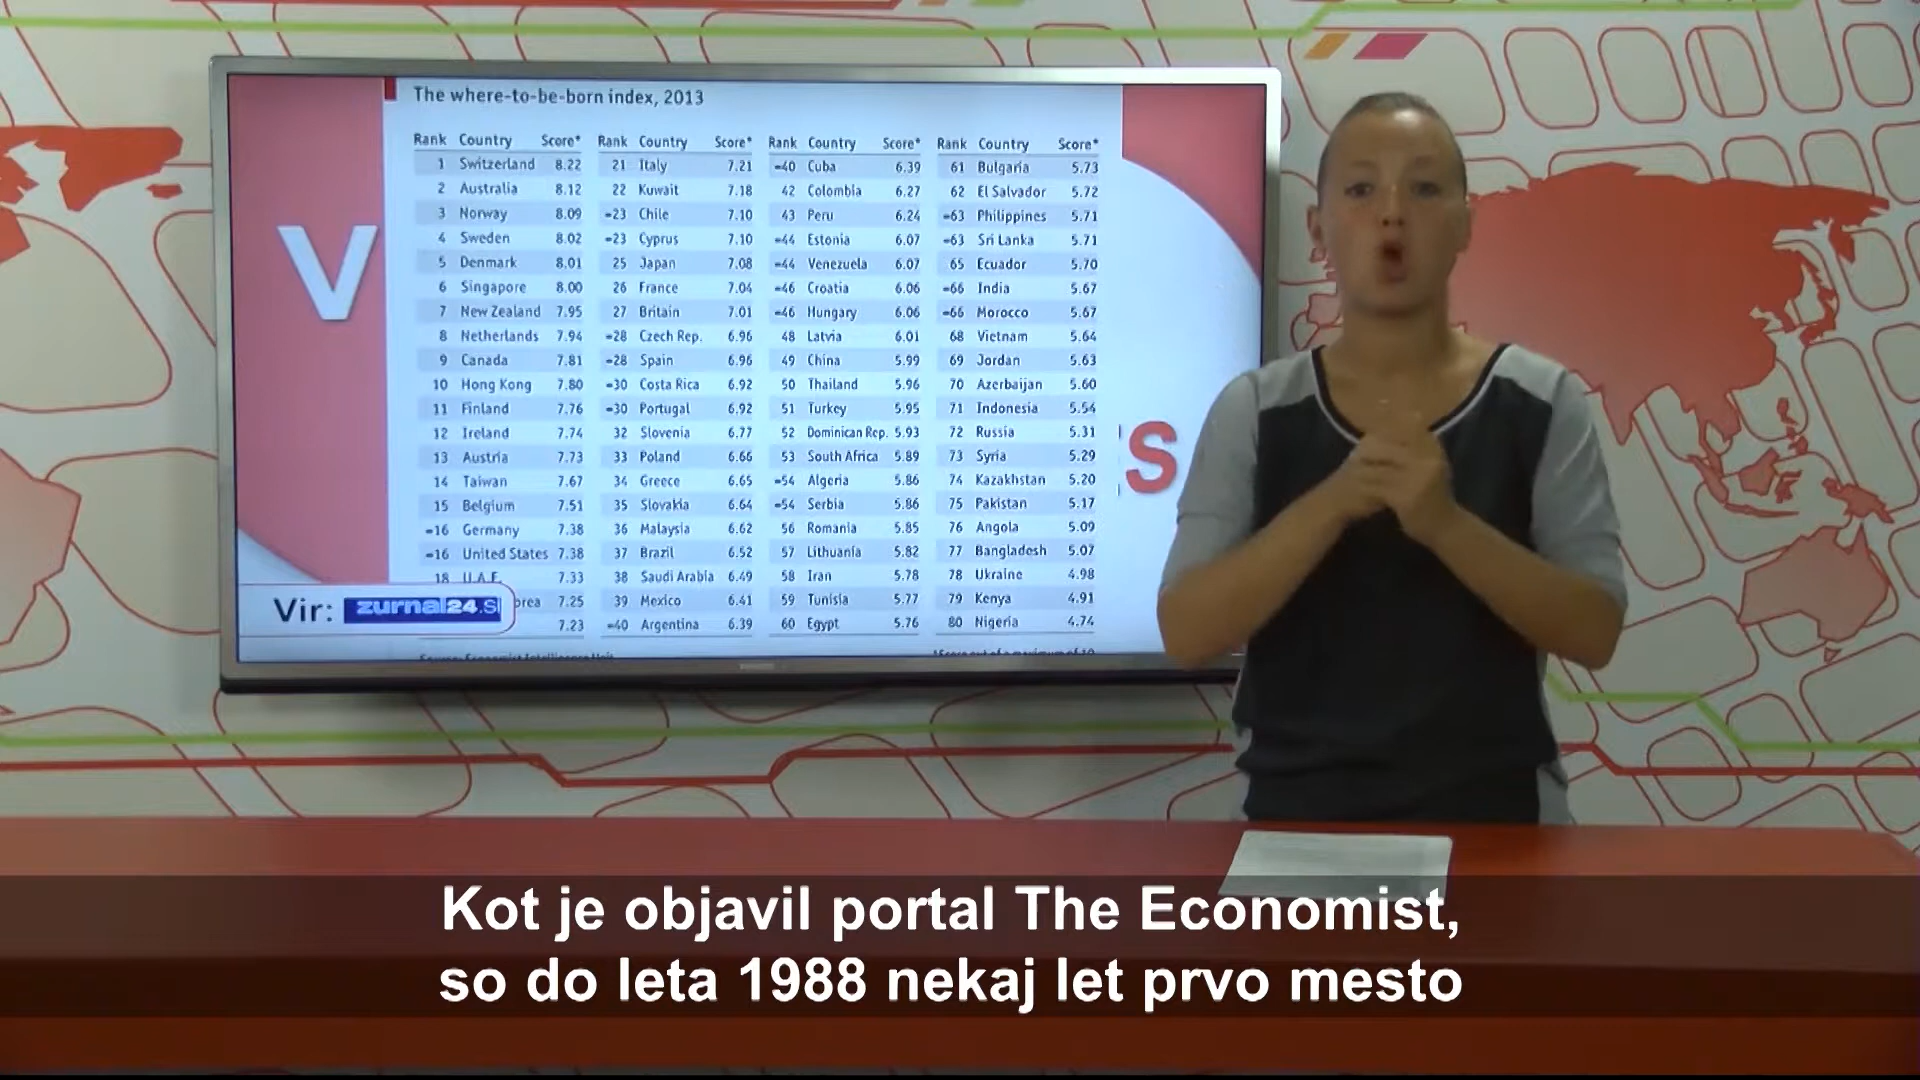 The where-to-be-born index, 2013
Rank Country Score* Rank Country Score* Rank Country Score* Rank Country Score*
1 Switzerland 8.22 21 Italy 7.21 =40 Cuba 6.39 61 Bulgaria 5.73
2 Australia 8.12 22 Kuwait 7.18 42 Colombia 6.27 62 El Salvador 5.72
3 Norway 8.09 =23 Chile 7.10 43 Peru 6.24 =63 Philippines 5.71
4 Sweden 8.02 =23 Cyprus 7.10 =44 Estonia 6.07 =63 Sri Lanka 5.71
5 Denmark 8.01 25 Japan 7.08 =44 Venezuela 6.07 65 Ecuador 5.70
6 Singapore 8.00 26 France 7.04 =46 Croatia 6.06 =66 India 5.67
7 New Zealand 7.95 27 Britain 7.01 =46 Hungary 6.06 =66 Morocco 5.67
8 Netherlands 7.94 =28 Czech Rep. 6.96 48 Latvia 6.01 68 Vietnam 5.64
9 Canada 7.81 =28 Spain 6.96 49 China 5.99 69 Jordan 5.63
10 Hong Kong 7.80 =30 Costa Rica 6.92 50 Thailand 5.96 70 Azerbaijan 5.60
11 Finland 7.76 =30 Portugal 6.92 51 Turkey 5.95 71 Indonesia 5.54
12 Ireland 7.74 32 Slovenia 6.77 52 Dominican Rep. 5.93 72 Russia 5.31
13 Austria 7.73 33 Poland 6.66 53 South Africa 5.89 73 Syria 5.29
14 Taiwan 7.67 34 Greece 6.65 =54 Algeria 5.86 74 Kazakhstan 5.20
15 Belgium 7.51 35 Slovakia 6.64 =54 Serbia 5.86 75 Pakistan 5.17
=16 Germany 7.38 36 Malaysia 6.62 56 Romania 5.85 76 Angola 5.09
=16 United States 7.38 37 Brazil 6.52 57 Lithuania 5.82 77 Bangladesh 5.07
18 U.A.E. 7.33 38 Saudi Arabia 6.49 58 Iran 5.78 78 Ukraine 4.98
orea 7.25 39 Mexico 6.41 59 Tunisia 5.77 79 Kenya 4.91
7.23 =40 Argentina 6.39 60 Egypt 5.76 80 Nigeria 4.74
V
S
Vir: zurnal24.si
Kot je objavil portal The Economist,
so do leta 1988 nekaj let prvo mesto